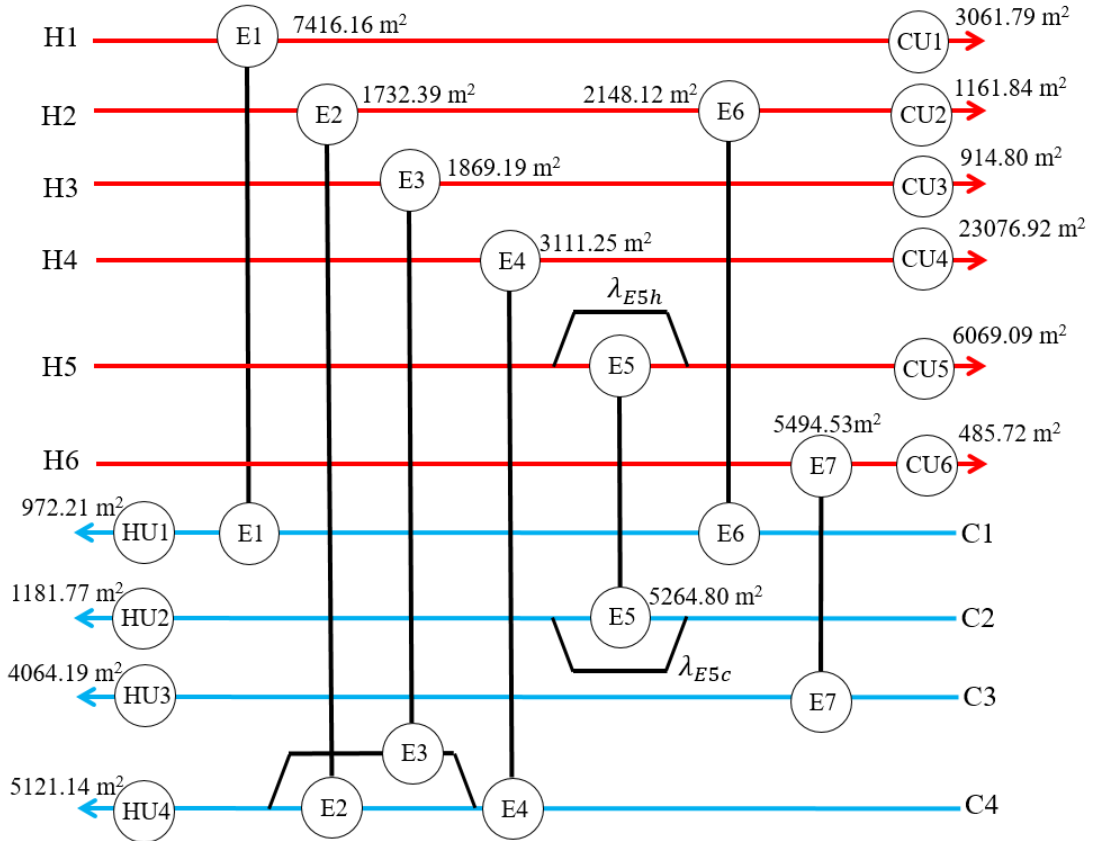 H1 E1 7416.16 m² CU1 3061.79 m²
H2 E2 1732.39 m² 2148.12 m² E6 CU2 1161.84 m²
H3 E3 1869.19 m² CU3 914.80 m²
H4 E4 3111.25 m² CU4 23076.92 m²
λ_E5h
H5 E5 CU5 6069.09 m²
H6 5494.53m² E7 CU6 485.72 m²
972.21 m² HU1 E1 E6 C1
1181.77 m² HU2 E5 5264.80 m² C2
λ_E5c
4064.19 m² HU3 E7 C3
E3
5121.14 m² HU4 E2 E4 C4